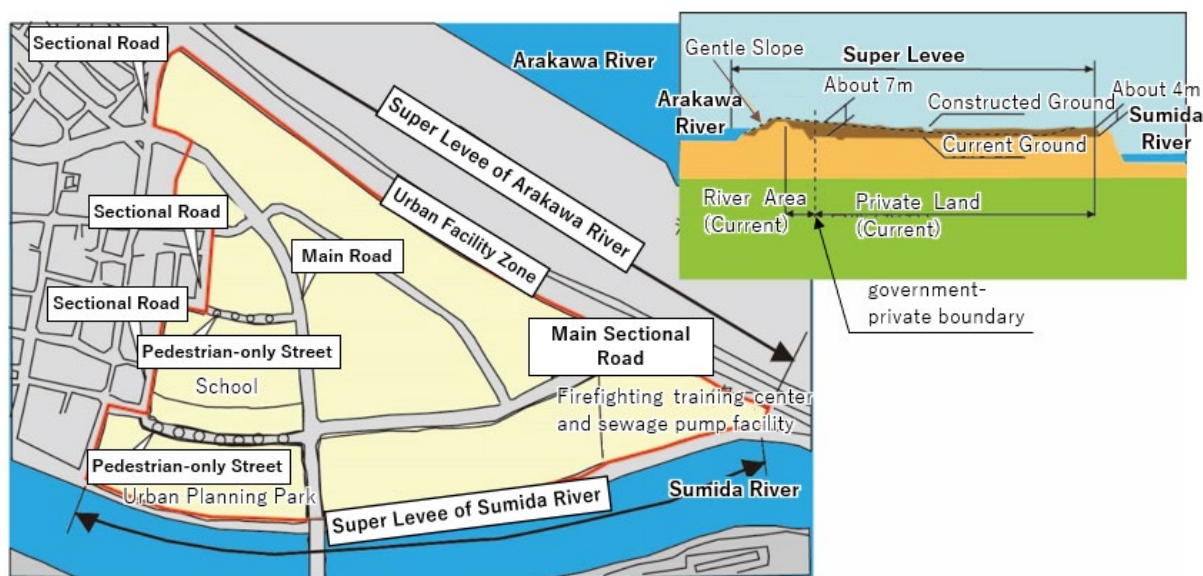 Sectional Road
Arakawa River
Super Levee of Arakawa River
Urban Facility Zone
Sectional Road
Main Road
Sectional Road
Pedestrian-only Street
School
Main Sectional
Road
Firefighting training center
and sewage pump facility
Pedestrian-only Street
Urban Planning Park
Super Levee of Sumida River
Sumida River
Gentle Slope
Super Levee
About 7m
Constructed Ground
About 4m
Arakawa
River
Sumida
River
Current Ground
River Area
(Current)
Private Land
(Current)
government-
private boundary